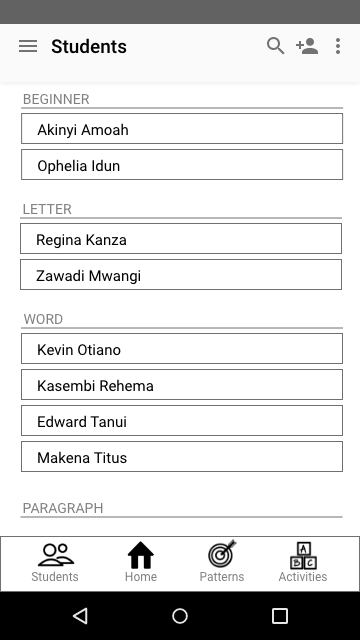 Students
BEGINNER
Akinyi Amoah
Ophelia Idun
LETTER
Regina Kanza
Zawadi Mwangi
WORD
Kevin Otiano
Kasembi Rehema
Edward Tanui
Makena Titus
PARAGRAPH
A
B C
Students Home Patterns Activities